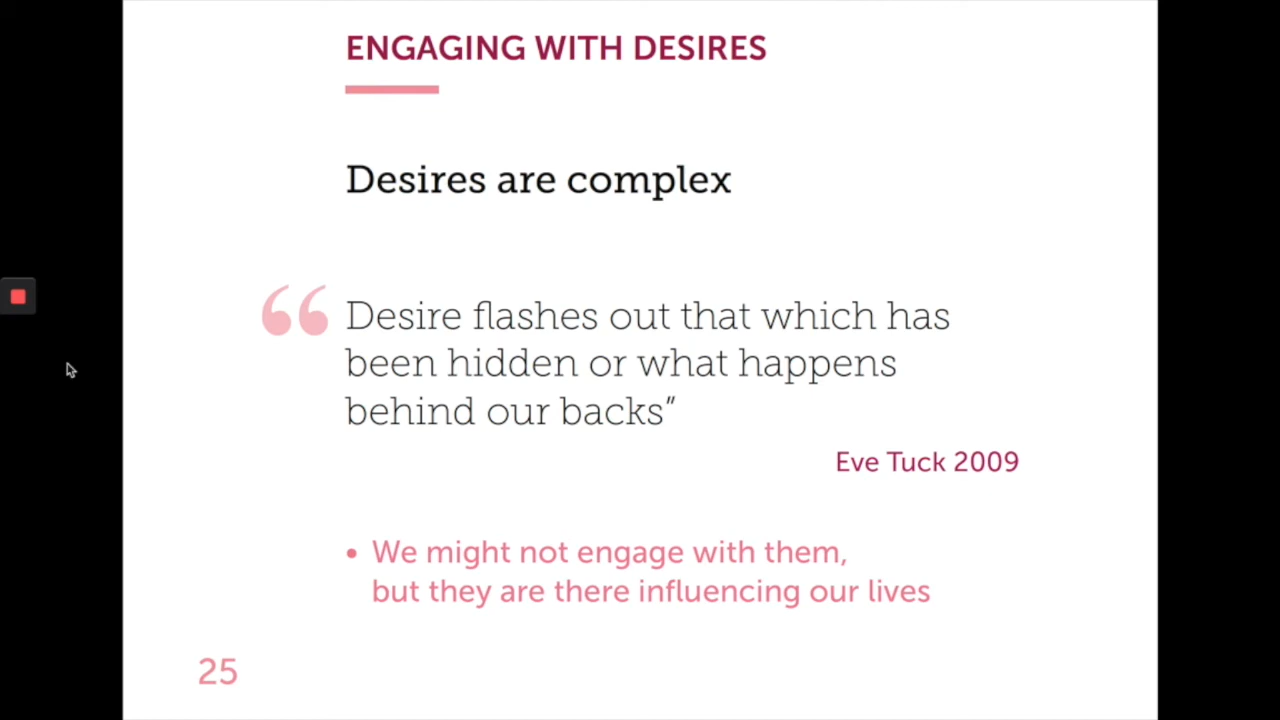 ENGAGING WITH DESIRES
Desires are complex
“Desire flashes out that which has
been hidden or what happens
behind our backs”
Eve Tuck 2009
• We might not engage with them,
but they are there influencing our lives
25